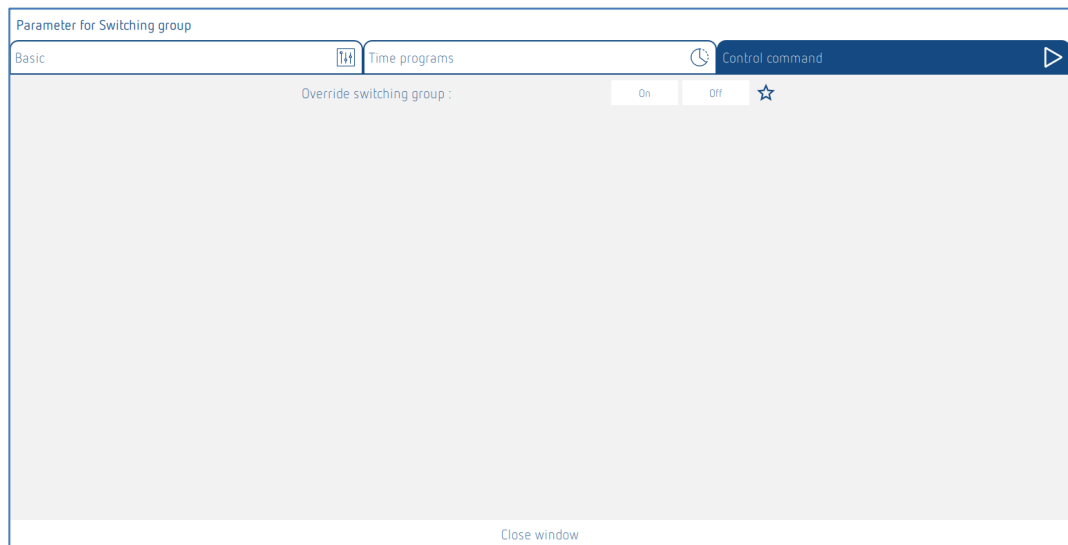 Parameter for Switching group
Basic
Time programs
Control command
Override switching group :
On
Off
Close window